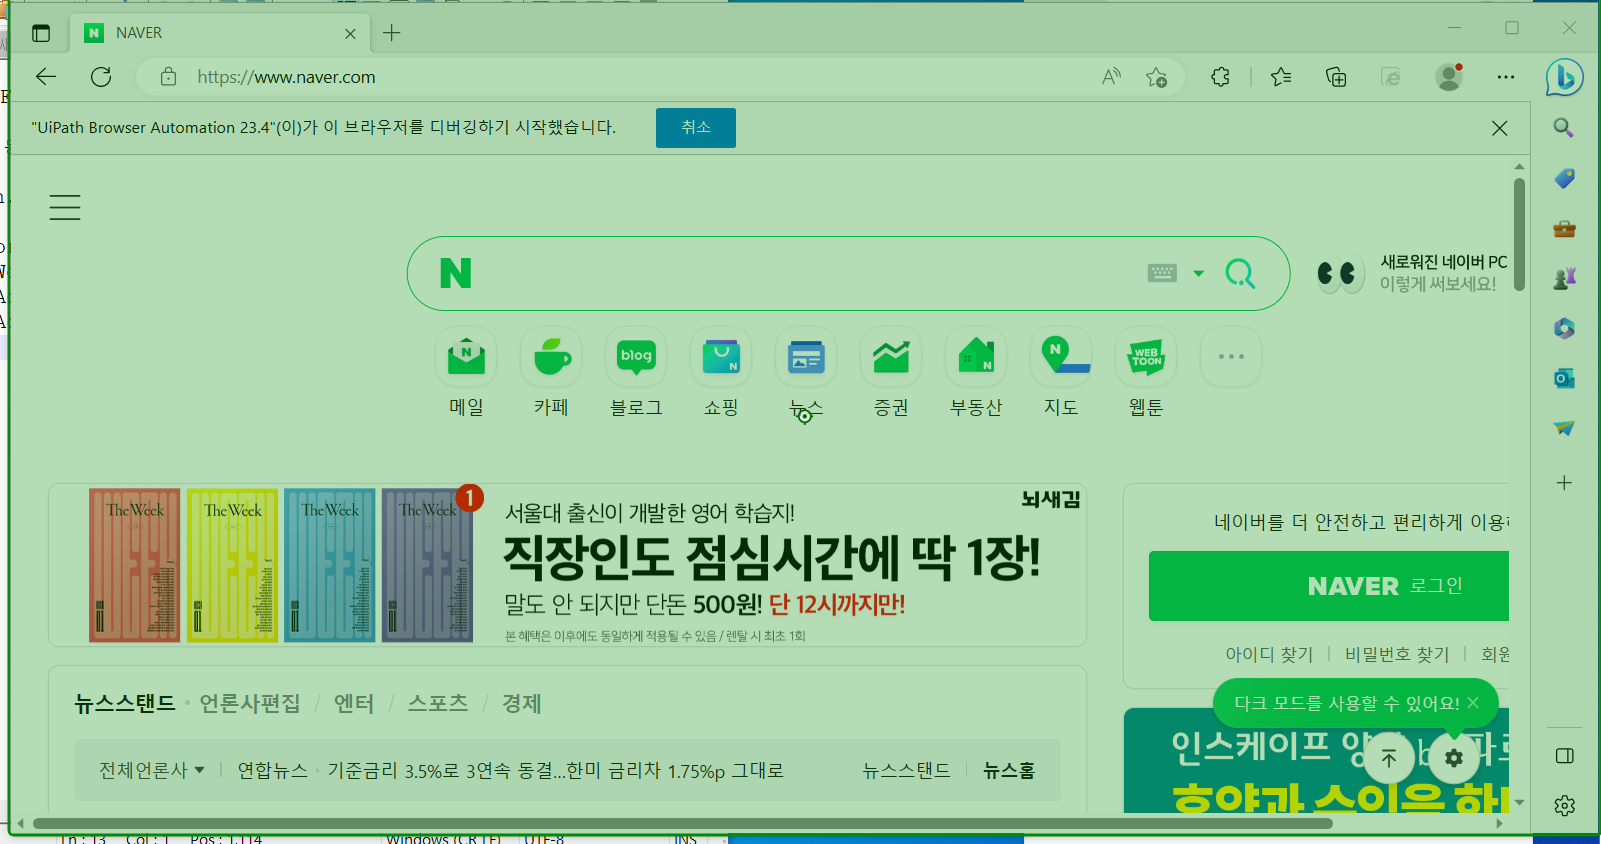 NAVER
https://www.naver.com
"UiPath Browser Automation 23.4"(이)가 이 브라우저를 디버깅하기 시작했습니다.
취소
N
새로워진 네이버 PC
이렇게 써보세요!
N
blog
N
N
N
WEB
TOON
메일
카페
블로그
쇼핑
뉴스
증권
부동산
지도
웹툰
The Week
The Week
The Week
The Week
1
서울대 출신이 개발한 영어 학습지!
뇌새김
직장인도 점심시간에 딱 1장!
말도 안 되지만 단돈 500원! 단 12시까지만!
본 혜택은 이후에도 동일하게 적용될 수 있음 / 렌탈 시 최초 1회
네이버를 더 안전하고 편리하게
NAVER 로그인
아이디 찾기
비밀번호 찾기
회원
뉴스스탠드 · 언론사편집 / 엔터 / 스포츠 / 경제
다크 모드를 사용할 수 있어요!
전체언론사
연합뉴스 · 기준금리 3.5%로 3연속 동결...한미 금리차 1.75%p 그대로
뉴스스탠드
뉴스홈
인스케이프
Ln : 13 Col : 1 Pos : 1,114
Windows (CR LF)
UTF-8
INS